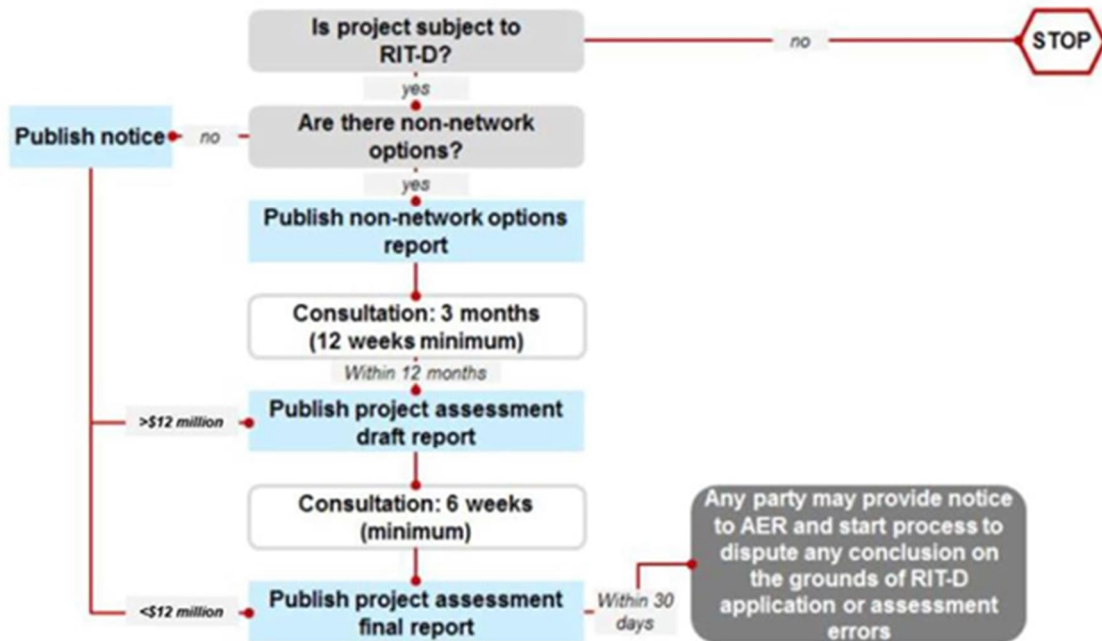 Is project subject to
RIT-D?
no
STOP
yes
Publish notice
no
Are there non-network
options?
yes
Publish non-network options
report
Consultation: 3 months
(12 weeks minimum)
Within 12 months
>$12 million
Publish project assessment
draft report
Consultation: 6 weeks
(minimum)
<$12 million
Publish project assessment
final report
Within 30
days
Any party may provide notice
to AER and start process to
dispute any conclusion on
the grounds of RIT-D
application or assessment
errors